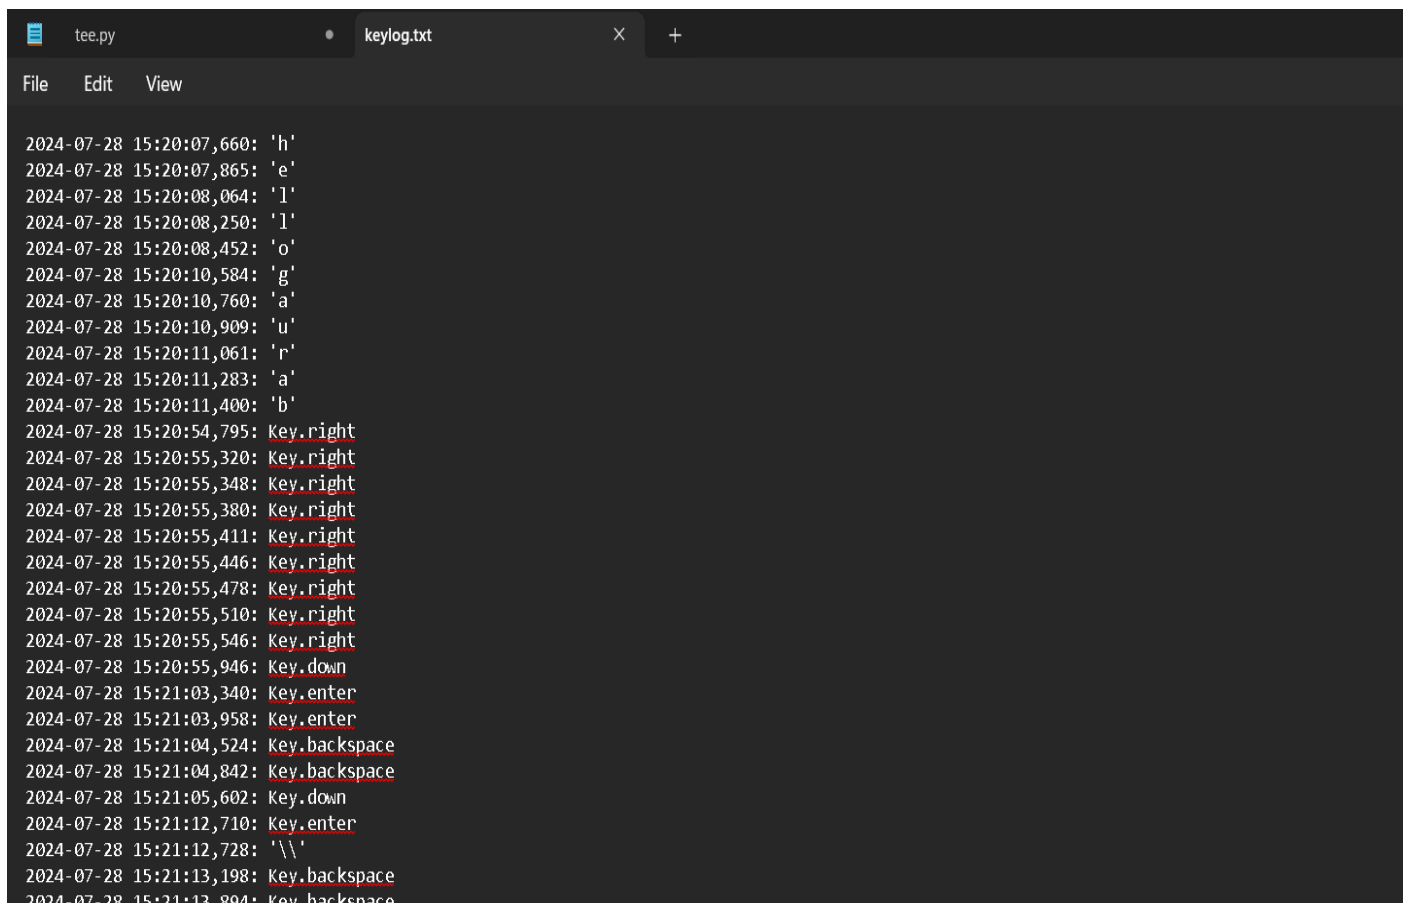 tee.py
keylog.txt
File Edit View
2024-07-28 15:20:07,660: 'h'
2024-07-28 15:20:07,865: 'e'
2024-07-28 15:20:08,064: 'l'
2024-07-28 15:20:08,250: 'l'
2024-07-28 15:20:08,452: 'o'
2024-07-28 15:20:10,584: 'g'
2024-07-28 15:20:10,760: 'a'
2024-07-28 15:20:10,909: 'u'
2024-07-28 15:20:11,061: 'r'
2024-07-28 15:20:11,283: 'a'
2024-07-28 15:20:11,400: 'b'
2024-07-28 15:20:54,795: Key.right
2024-07-28 15:20:55,320: Key.right
2024-07-28 15:20:55,348: Key.right
2024-07-28 15:20:55,380: Key.right
2024-07-28 15:20:55,411: Key.right
2024-07-28 15:20:55,446: Key.right
2024-07-28 15:20:55,478: Key.right
2024-07-28 15:20:55,510: Key.right
2024-07-28 15:20:55,546: Key.right
2024-07-28 15:20:55,946: Key.down
2024-07-28 15:21:03,340: Key.enter
2024-07-28 15:21:03,958: Key.enter
2024-07-28 15:21:04,524: Key.backspace
2024-07-28 15:21:04,842: Key.backspace
2024-07-28 15:21:05,602: Key.down
2024-07-28 15:21:12,710: Key.enter
2024-07-28 15:21:12,728: '\\'
2024-07-28 15:21:13,198: Key.backspace
2024-07-28 15:21:13,894: Key.backspace